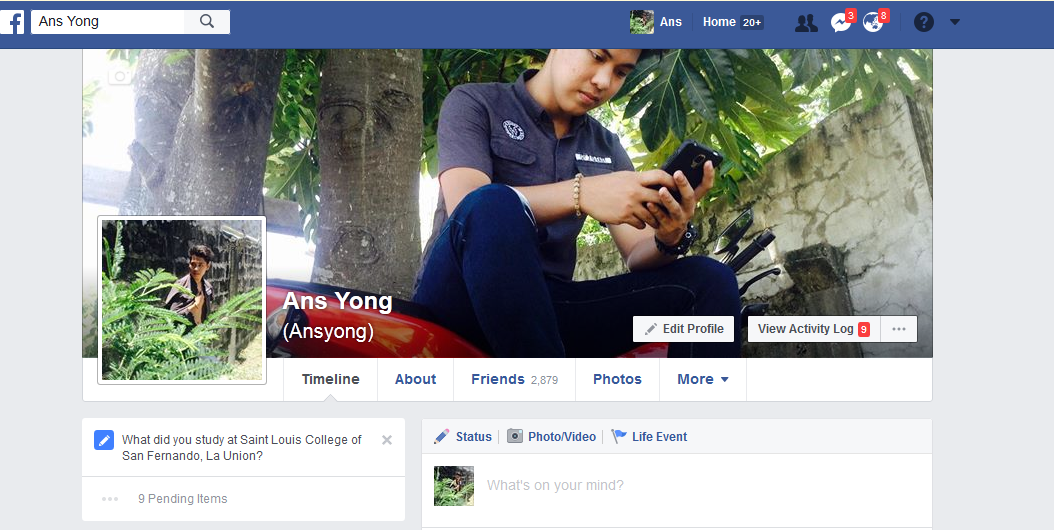 f
Ans Yong
Ans
Home 20+
3
8
?
Ans Yong
(Ansyong)
Edit Profile
View Activity Log 9
Timeline
About
Friends 2,879
Photos
More
What did you study at Saint Louis College of
San Fernando, La Union?
9 Pending Items
Status
Photo/Video
Life Event
What's on your mind?